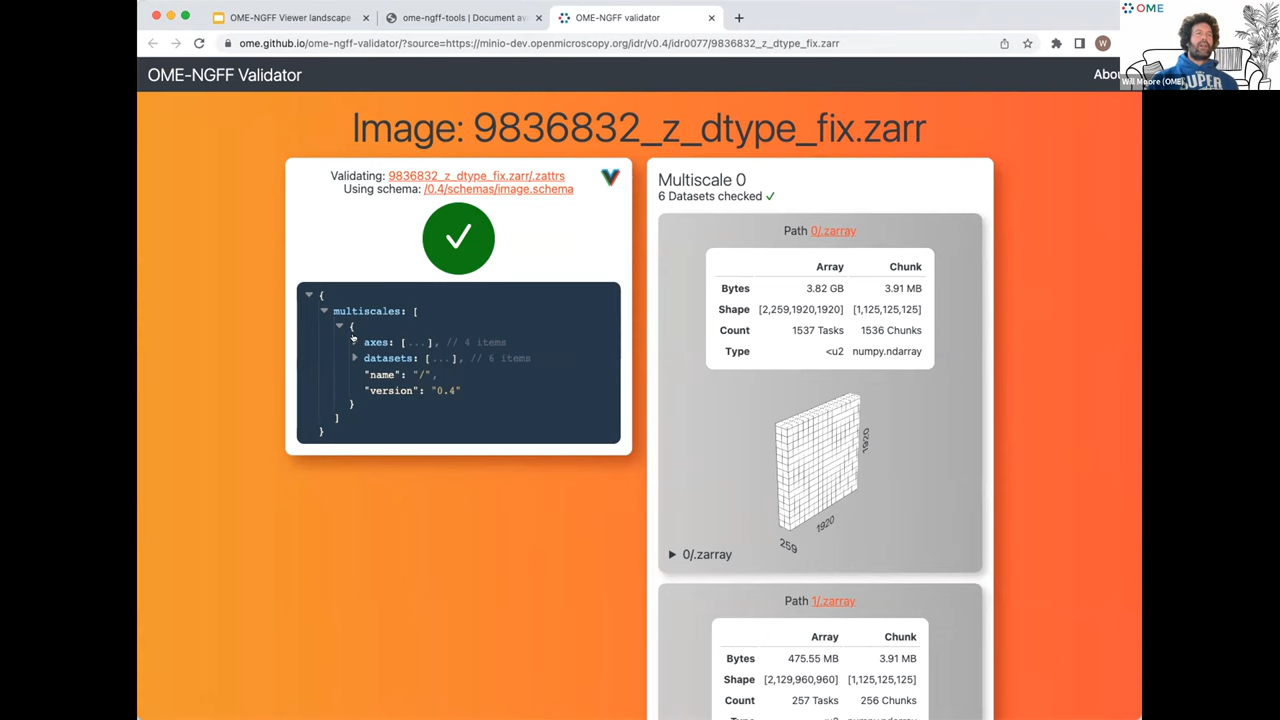 OME-NGFF Viewer landscape
ome-ngff-tools | Document av
OME-NGFF validator
ome.github.io/ome-ngff-validator/?source=https://minio-dev.openmicroscopy.org/idr/v0.4/idr0077/9836832_z_dtype_fix.zarr
W
OME
SUPER
Will Moore (OME)
OME-NGFF Validator
Abou
Image: 9836832_z_dtype_fix.zarr
Validating: 9836832_z_dtype_fix.zarr/.zattrs
Using schema: /0.4/schemas/image.schema
{
multiscales: [
{
axes: [...], // 4 items
datasets: [...], // 6 items
"name": "/",
"version": "0.4"
}
]
}
Multiscale 0
6 Datasets checked ✓
Path 0/.zarray
Array Chunk
Bytes 3.82 GB 3.91 MB
Shape [2,259,1920,1920] [1,125,125,125]
Count 1537 Tasks 1536 Chunks
Type <u2 numpy.ndarray
1920
1920
259
0/.zarray
Path 1/.zarray
Array Chunk
Bytes 475.55 MB 3.91 MB
Shape [2,129,960,960] [1,125,125,125]
Count 257 Tasks 256 Chunks